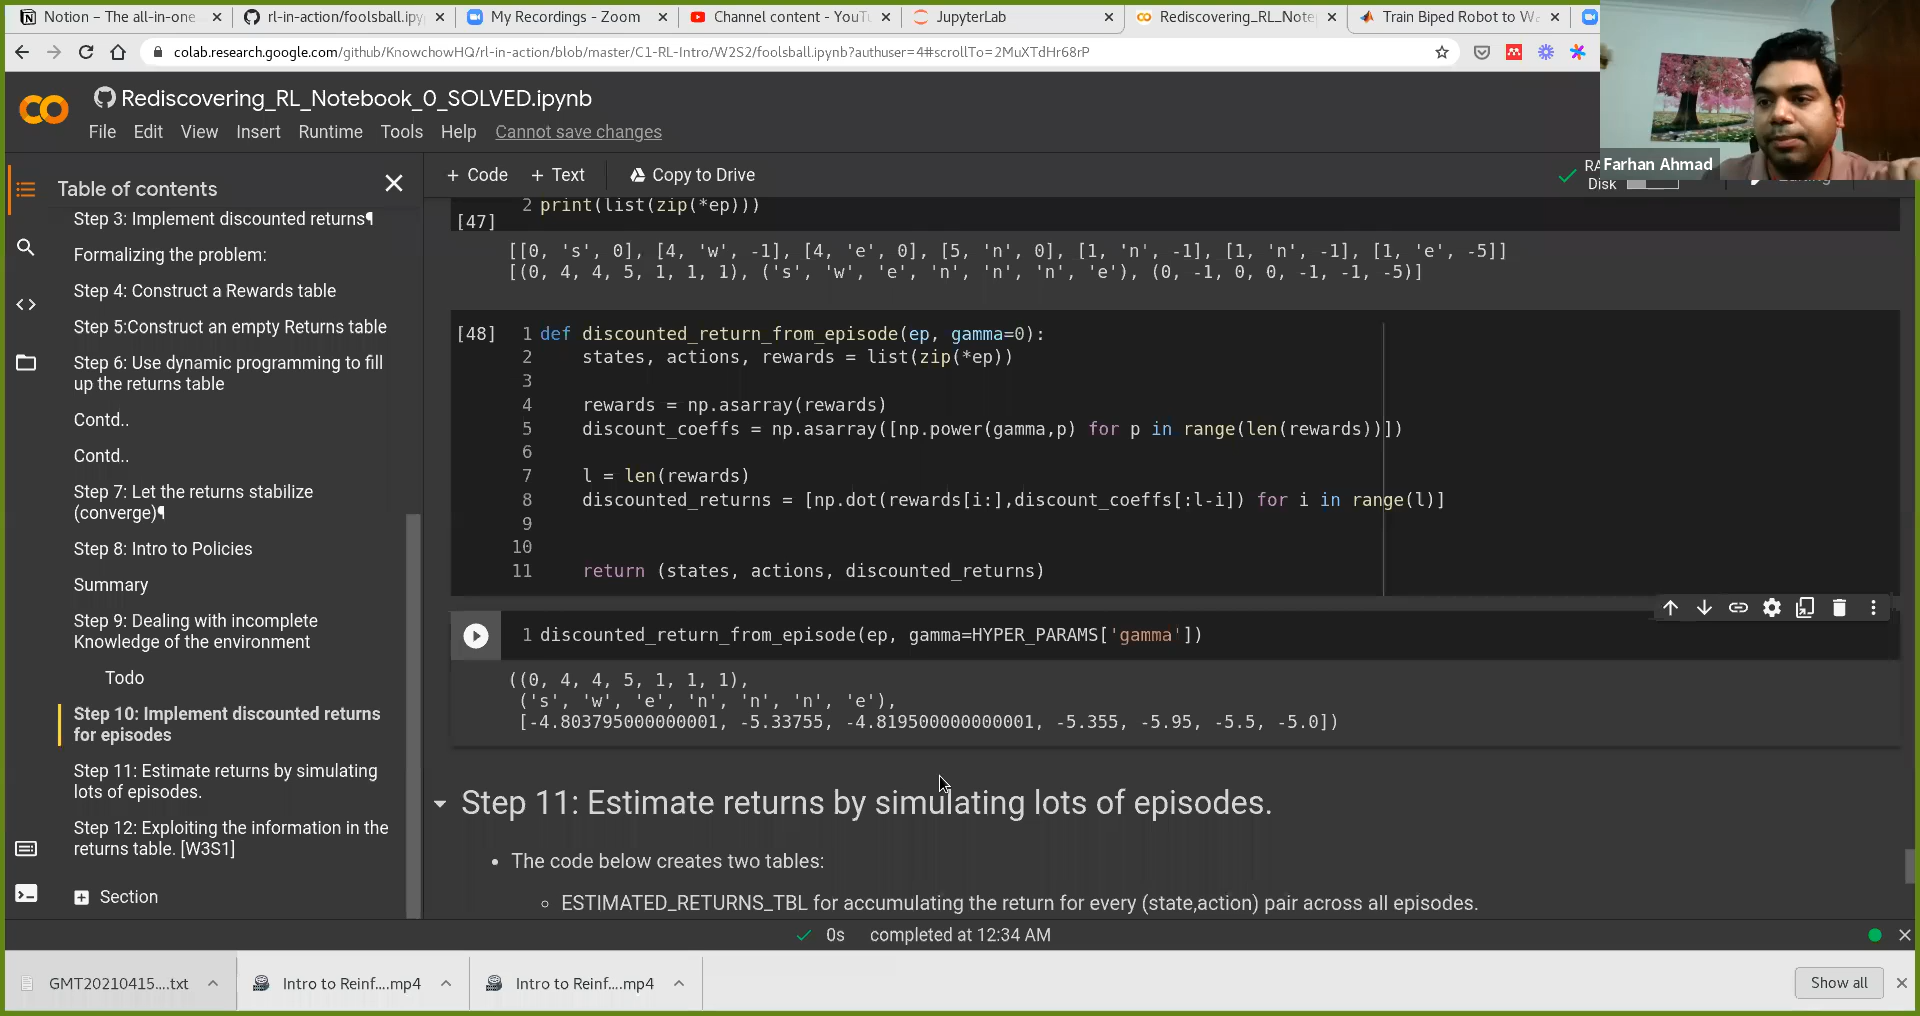 Notion – The all-in-one
rl-in-action/foolsball.ipy
My Recordings - Zoom
Channel content - YouTu
JupyterLab
Rediscovering_RL_Note
Train Biped Robot to Wa
colab.research.google.com/github/KnowchowHQ/rl-in-action/blob/master/C1-RL-Intro/W2S2/foolsball.ipynb?authuser=4#scrollTo=2MuXTdHr68rP
Rediscovering_RL_Notebook_0_SOLVED.ipynb
File Edit View Insert Runtime Tools Help Cannot save changes
Farhan Ahmad
Table of contents
+ Code + Text Copy to Drive
RA
Disk
Step 3: Implement discounted returns¶
Formalizing the problem:
Step 4: Construct a Rewards table
Step 5:Construct an empty Returns table
Step 6: Use dynamic programming to fill
up the returns table
Contd..
Contd..
Step 7: Let the returns stabilize
(converge)¶
Step 8: Intro to Policies
Summary
Step 9: Dealing with incomplete
Knowledge of the environment
Todo
Step 10: Implement discounted returns
for episodes
Step 11: Estimate returns by simulating
lots of episodes.
Step 12: Exploiting the information in the
returns table. [W3S1]
Section
2 print(list(zip(*ep)))
[47]
[[0, 's', 0], [4, 'w', -1], [4, 'e', 0], [5, 'n', 0], [1, 'n', -1], [1, 'n', -1], [1, 'e', -5]]
[(0, 4, 4, 5, 1, 1, 1), ('s', 'w', 'e', 'n', 'n', 'n', 'e'), (0, -1, 0, 0, -1, -1, -5)]
[48] 1 def discounted_return_from_episode(ep, gamma=0):
2 states, actions, rewards = list(zip(*ep))
3
4 rewards = np.asarray(rewards)
5 discount_coeffs = np.asarray([np.power(gamma,p) for p in range(len(rewards))])
6
7 l = len(rewards)
8 discounted_returns = [np.dot(rewards[i:],discount_coeffs[:l-i]) for i in range(l)]
9
10
11 return (states, actions, discounted_returns)
1 discounted_return_from_episode(ep, gamma=HYPER_PARAMS['gamma'])
((0, 4, 4, 5, 1, 1, 1),
('s', 'w', 'e', 'n', 'n', 'n', 'e'),
[-4.803795000000001, -5.33755, -4.819500000000001, -5.355, -5.95, -5.5, -5.0])
Step 11: Estimate returns by simulating lots of episodes.
• The code below creates two tables:
◦ ESTIMATED_RETURNS_TBL for accumulating the return for every (state,action) pair across all episodes.
0s completed at 12:34 AM
GMT20210415....txt
Intro to Reinf....mp4
Intro to Reinf....mp4
Show all